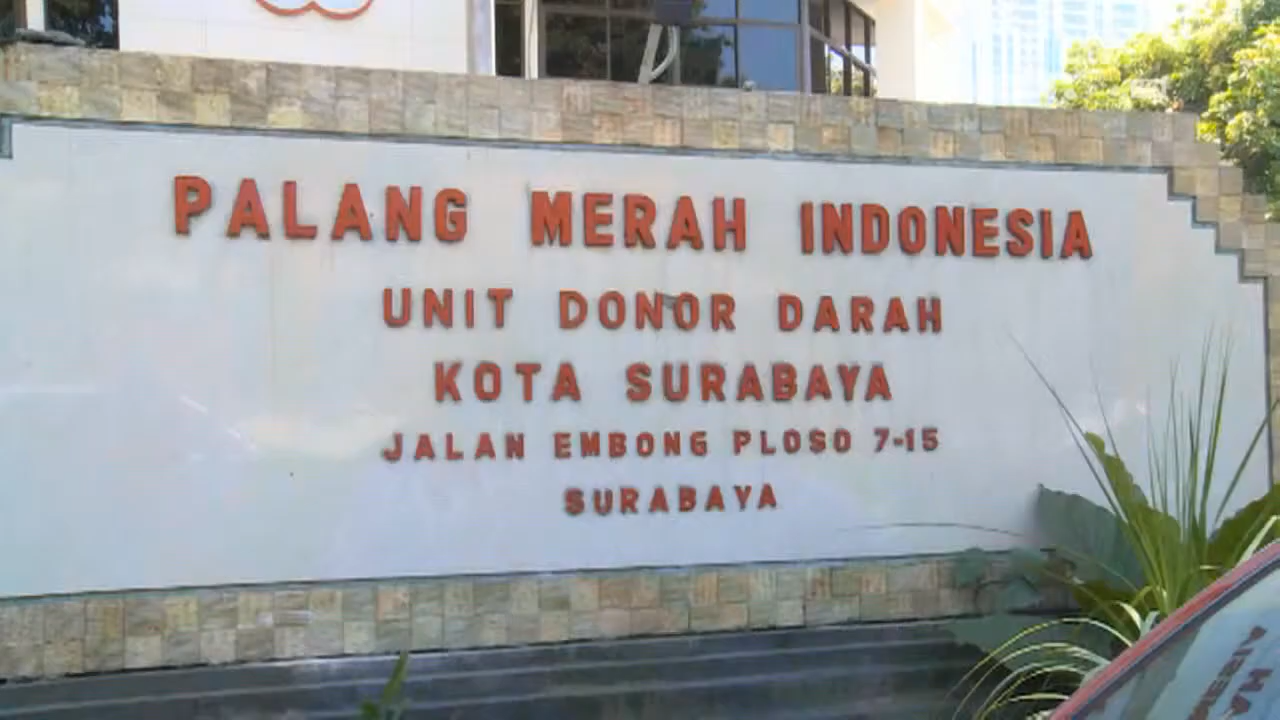 PALANG MERAH INDONESIA
UNIT DONOR DARAH
KOTA SURABAYA
JALAN EMBONG PLOSO 7-15
SURABAYA